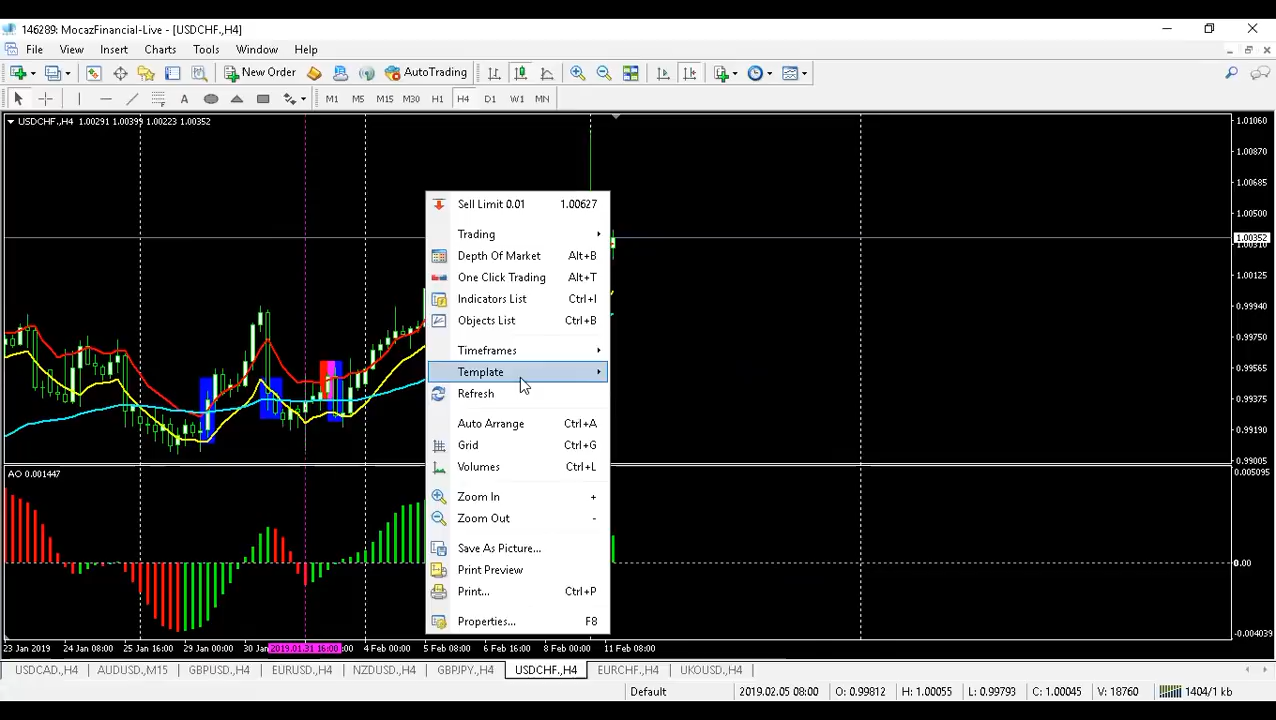 146289: MocazFinancial-Live - [USDCHF.,H4]
File View Insert Charts Tools Window Help
New Order AutoTrading
A M1 M5 M15 M30 H1 H4 D1 W1 MN
USDCHF.,H4 1.00291 1.00399 1.00223 1.00352
1.01060
1.00870
1.00685
1.00500
1.00352
1.00125
0.99940
0.99750
0.99565
0.99375
0.99190
0.99005
Sell Limit 0.01 1.00627
Trading
Depth Of Market Alt+B
One Click Trading Alt+T
Indicators List Ctrl+I
Objects List Ctrl+B
Timeframes
Template
Refresh
Auto Arrange Ctrl+A
Grid Ctrl+G
Volumes Ctrl+L
Zoom In +
Zoom Out -
Save As Picture...
Print Preview
Print... Ctrl+P
Properties... F8
AO 0.001447
0.005095
0.00
-0.004039
23 Jan 2019 24 Jan 08:00 25 Jan 16:00 29 Jan 00:00 30 Jan 2019.01.31 16:00 :00 4 Feb 00:00 5 Feb 08:00 6 Feb 16:00 8 Feb 00:00 11 Feb 08:00
USDCAD.,H4 AUDUSD.,M15 GBPUSD.,H4 EURUSD.,H4 NZDUSD.,H4 GBPJPY.,H4 USDCHF.,H4 EURCHF.,H4 UKOUSD.,H4
Default 2019.02.05 08:00 O: 0.99812 H: 1.00055 L: 0.99793 C: 1.00045 V: 18760 1404/1 kb